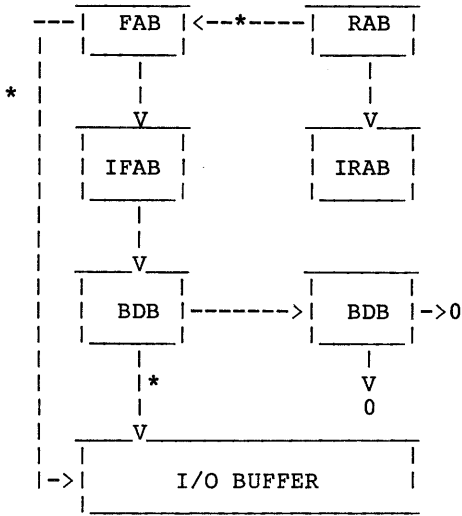 FAB <--*---- RAB
*
V V
IFAB IRAB
V
BDB -------> BDB ->0
* V
0
V
-> I/O BUFFER